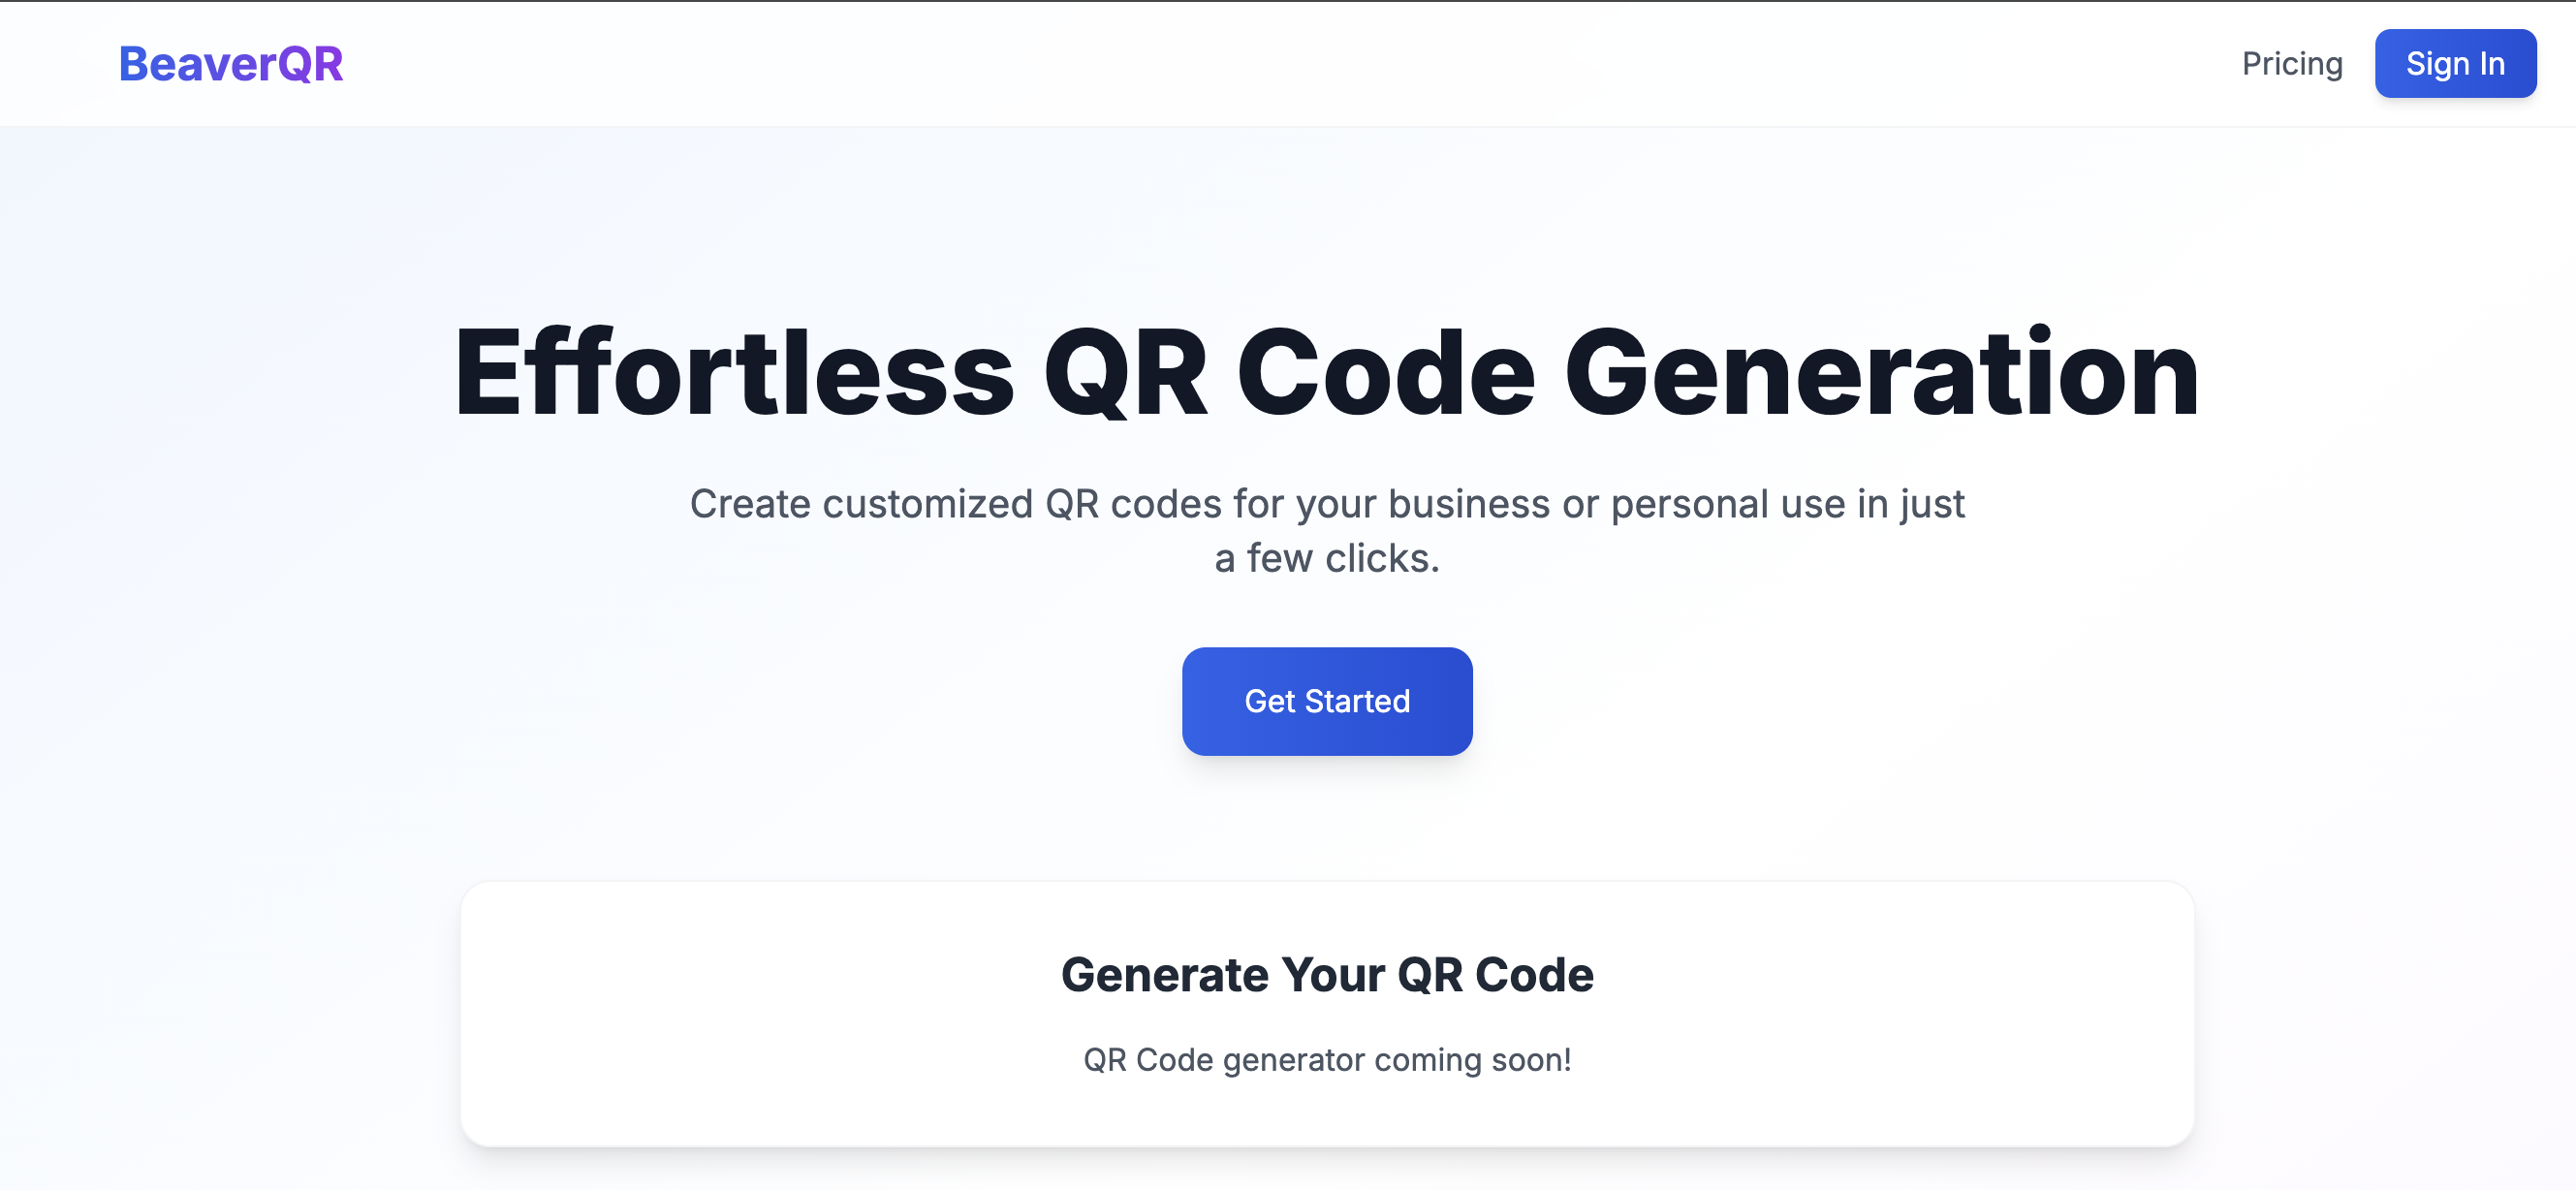 BeaverQR
Pricing
Sign In
Effortless QR Code Generation
Create customized QR codes for your business or personal use in just
a few clicks.
Get Started
Generate Your QR Code
QR Code generator coming soon!